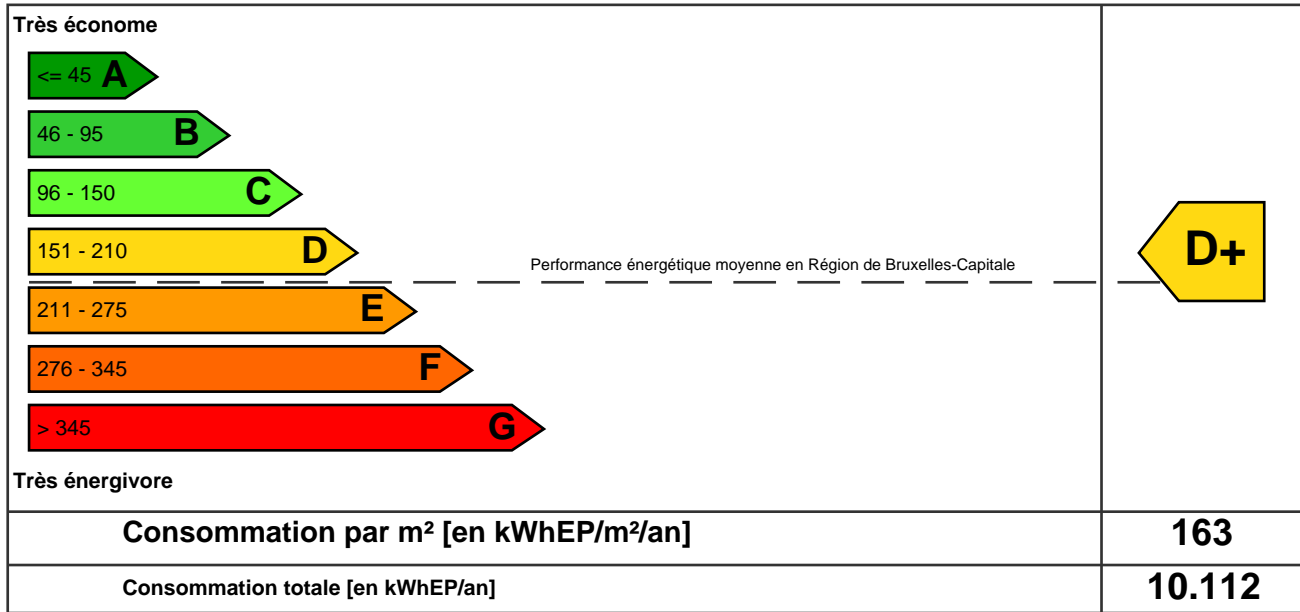 Très économe
<= 45 A
46 - 95 B
96 - 150 C
151 - 210 D
Performance énergétique moyenne en Région de Bruxelles-Capitale
D+
211 - 275 E
276 - 345 F
> 345 G
Très énergivore
Consommation par m² [en kWhEP/m²/an] 163
Consommation totale [en kWhEP/an] 10.112